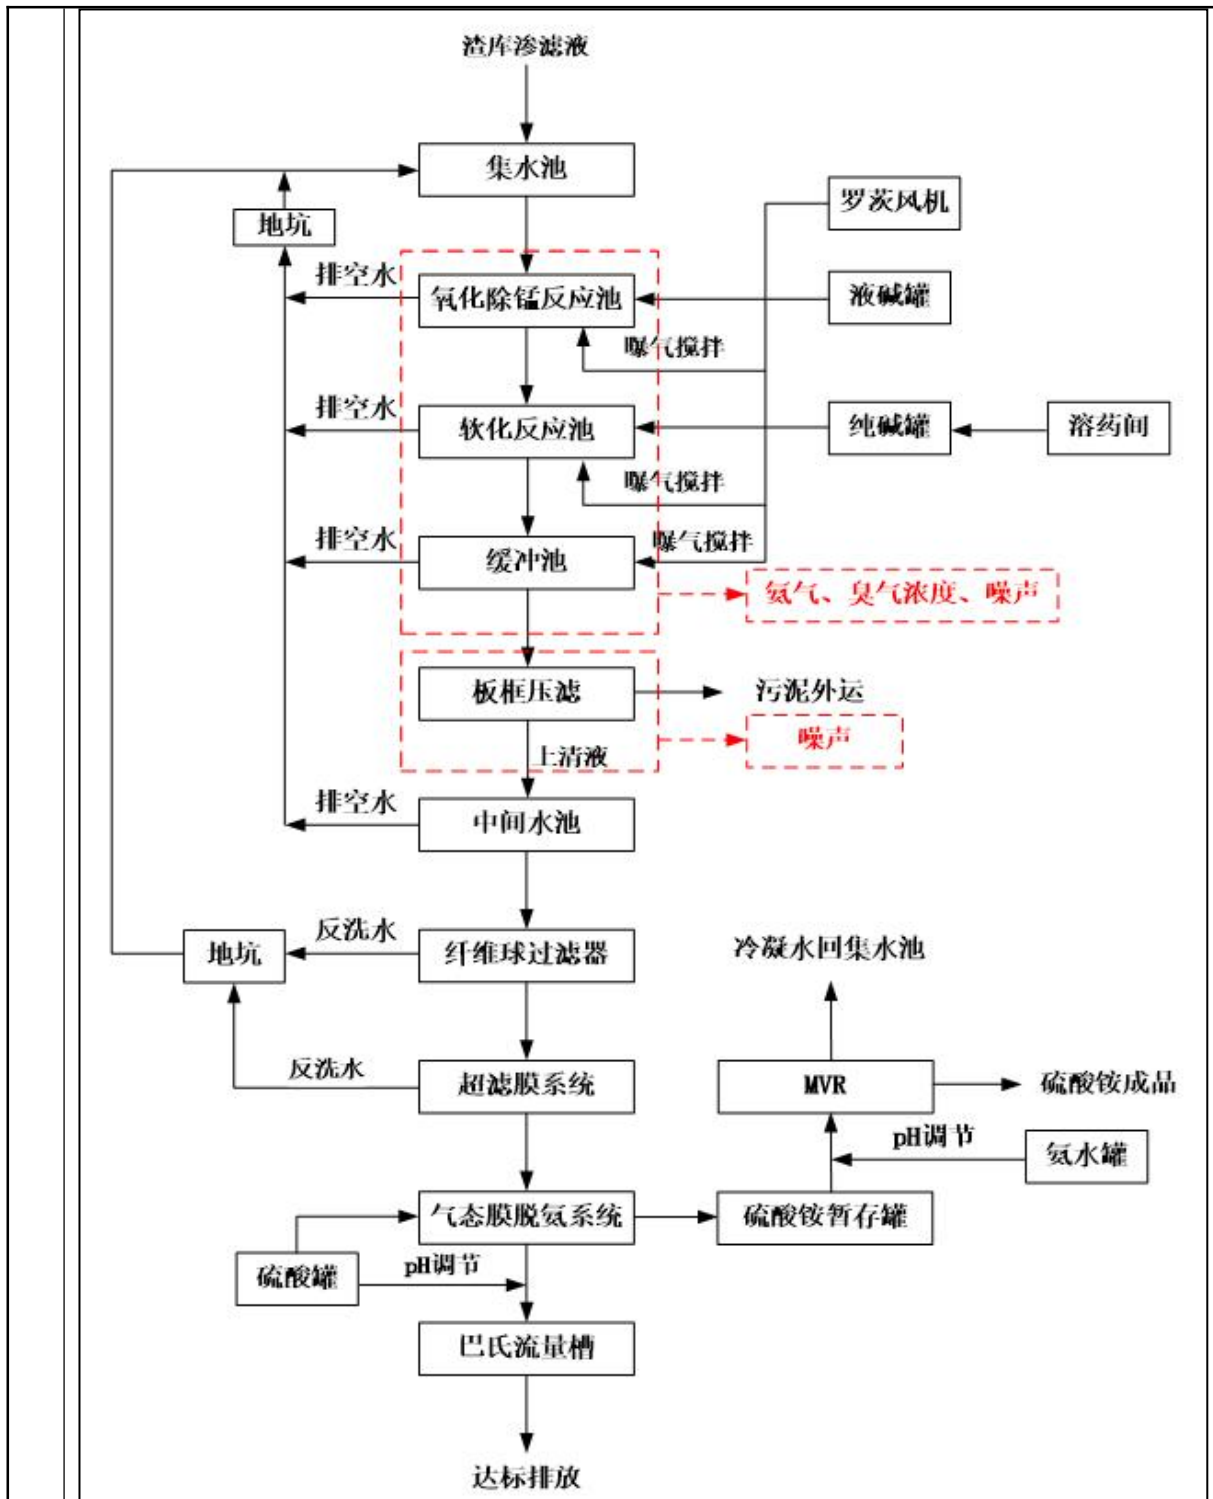 渣库渗滤液
集水池
罗茨风机
地坑
排空水
氧化除锰反应池
液碱罐
曝气搅拌
排空水
软化反应池
纯碱罐
溶药间
曝气搅拌
排空水
缓冲池
曝气搅拌
氨气、臭气浓度、噪声
板框压滤
污泥外运
噪声
上清液
排空水
中间水池
反洗水
地坑
纤维球过滤器
冷凝水回集水池
反洗水
超滤膜系统
MVR
硫酸铵成品
pH调节
氨水罐
气态膜脱氨系统
硫酸铵暂存罐
硫酸罐
pH调节
巴氏流量槽
达标排放